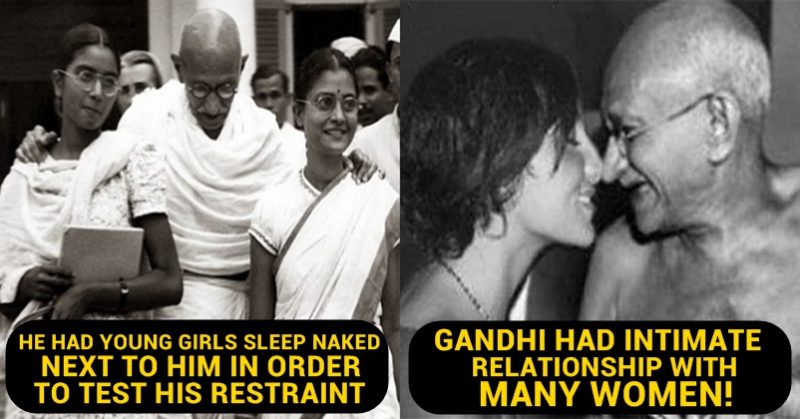 HE HAD YOUNG GIRLS SLEEP NAKED
NEXT TO HIM IN ORDER
TO TEST HIS RESTRAINT
GANDHI HAD INTIMATE
RELATIONSHIP WITH
MANY WOMEN!